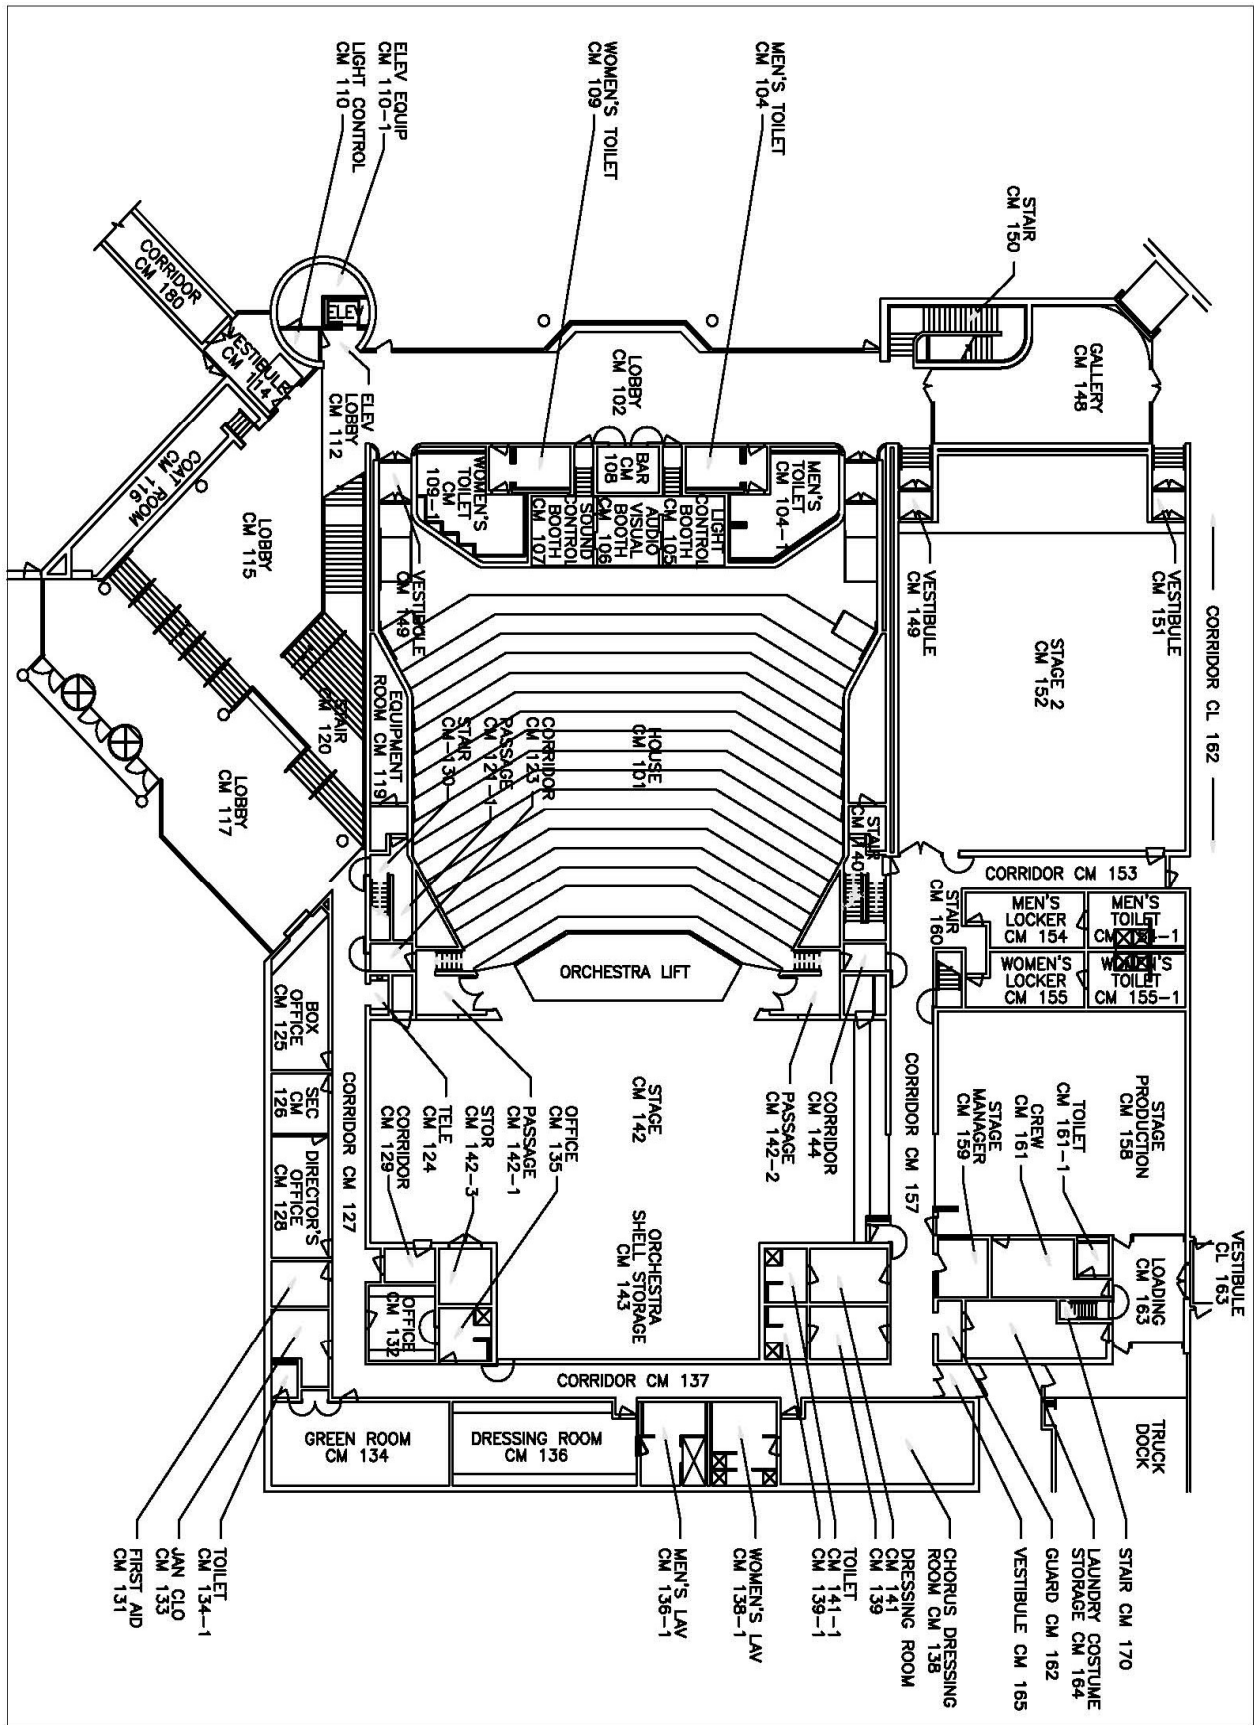 ELEV EQUIP
CM 110-1
LIGHT CONTROL
CM 110
WOMEN'S TOILET
CM 109
MEN'S TOILET
CM 104
STAIR
CM 150
CORRIDOR
CM 180
VESTIBULE
CM 114
ELEV
ELEV
LOBBY
CM 112
COAT ROOM
CM 116
LOBBY
CM 115
LOBBY
CM 117
STAIR
CM 120
LOBBY
CM 102
GALLERY
CM 148
WOMEN'S
TOILET
CM
109-1
BAR
CM
108
MEN'S
TOILET
CM 104-1
SOUND
CONTROL
BOOTH
CM 107
AUDIO
VISUAL
BOOTH
CM 106
LIGHT
CONTROL
BOOTH
CM 105
VESTIBULE
CM 149
VESTIBULE
CM 149
VESTIBULE
CM 151
CORRIDOR CL 162
STAGE 2
CM 152
EQUIPMENT
ROOM CM 119
STAIR
CM-130
PASSAGE
CM 121-1
CORRIDOR
CM 123
HOUSE
CM 101
STAIR
CM 140
CORRIDOR CM 153
STAIR
CM 160
MEN'S
LOCKER
CM 154
MEN'S
TOILET
CM 154-1
WOMEN'S
LOCKER
CM 155
WOMEN'S
TOILET
CM 155-1
ORCHESTRA LIFT
BOX
OFFICE
CM 125
SEC
CM
126
DIRECTOR'S
OFFICE
CM 128
CORRIDOR CM 127
CORRIDOR
CM 129
TELE
CM 124
STOR
CM 142-3
PASSAGE
CM 142-1
OFFICE
CM 135
STAGE
CM 142
PASSAGE
CM 142-2
CORRIDOR
CM 144
CORRIDOR CM 157
STAGE
MANAGER
CM 159
CREW
CM 161
TOILET
CM 161-1
STAGE
PRODUCTION
CM 158
VESTIBULE
CL 163
LOADING
CM 163
ORCHESTRA
SHELL STORAGE
CM 143
OFFICE
CM 132
CORRIDOR CM 137
GREEN ROOM
CM 134
DRESSING ROOM
CM 136
TRUCK
DOCK
FIRST AID
CM 131
JAN CLO
CM 133
TOILET
CM 134-1
MEN'S LAV
CM 136-1
WOMEN'S LAV
CM 138-1
TOILET
CM 141-1
CM 139-1
DRESSING ROOM
CM 141
CM 139
CHORUS DRESSING
ROOM CM 138
VESTIBULE CM 165
GUARD CM 162
LAUNDRY COSTUME
STORAGE CM 164
STAIR CM 170